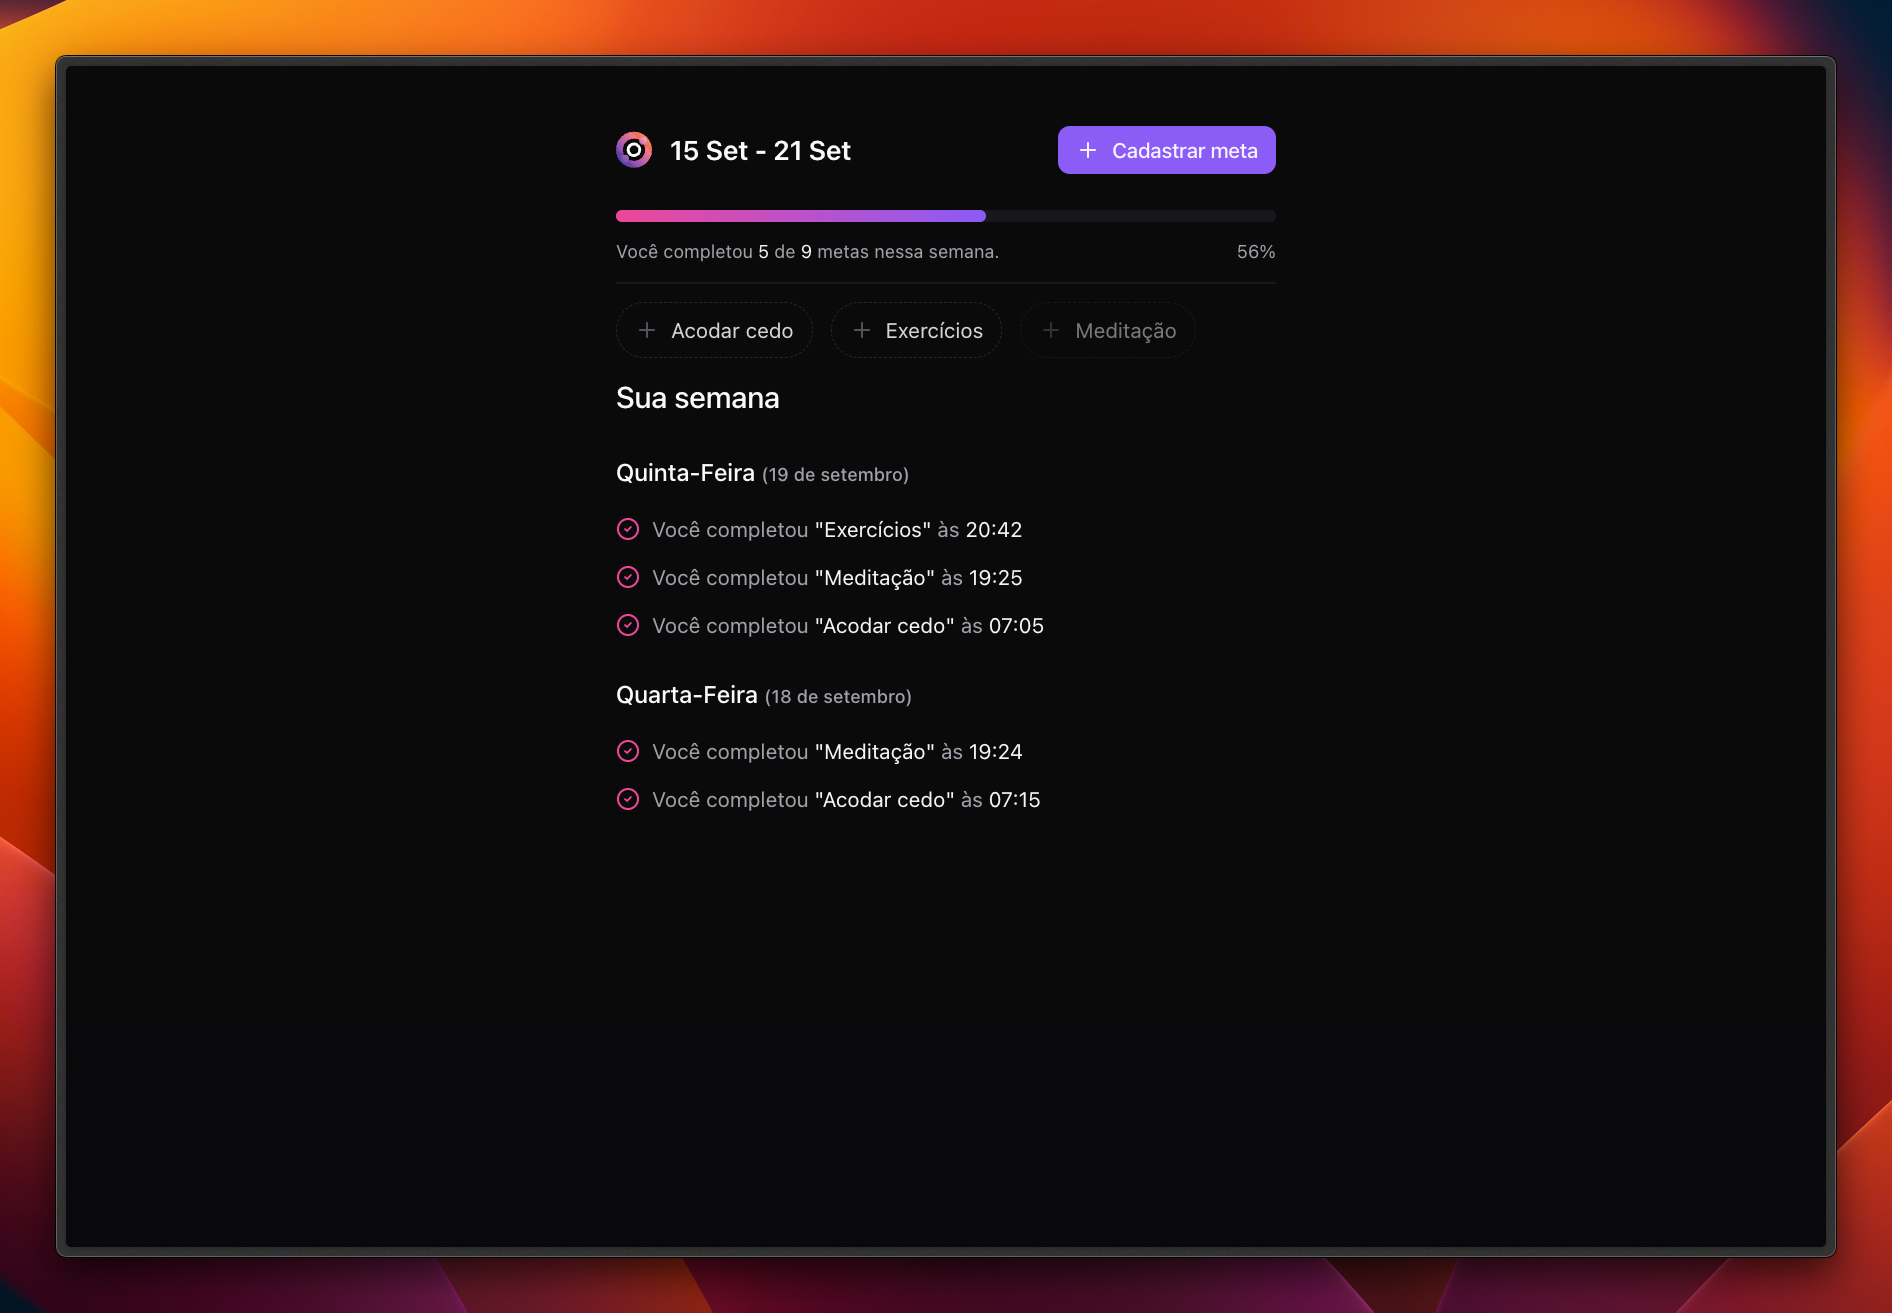 15 Set - 21 Set
Cadastrar meta
Você completou 5 de 9 metas nessa semana.
56%
Acodar cedo
Exercícios
Meditação
Sua semana
Quinta-Feira (19 de setembro)
Você completou "Exercícios" às 20:42
Você completou "Meditação" às 19:25
Você completou "Acodar cedo" às 07:05
Quarta-Feira (18 de setembro)
Você completou "Meditação" às 19:24
Você completou "Acodar cedo" às 07:15